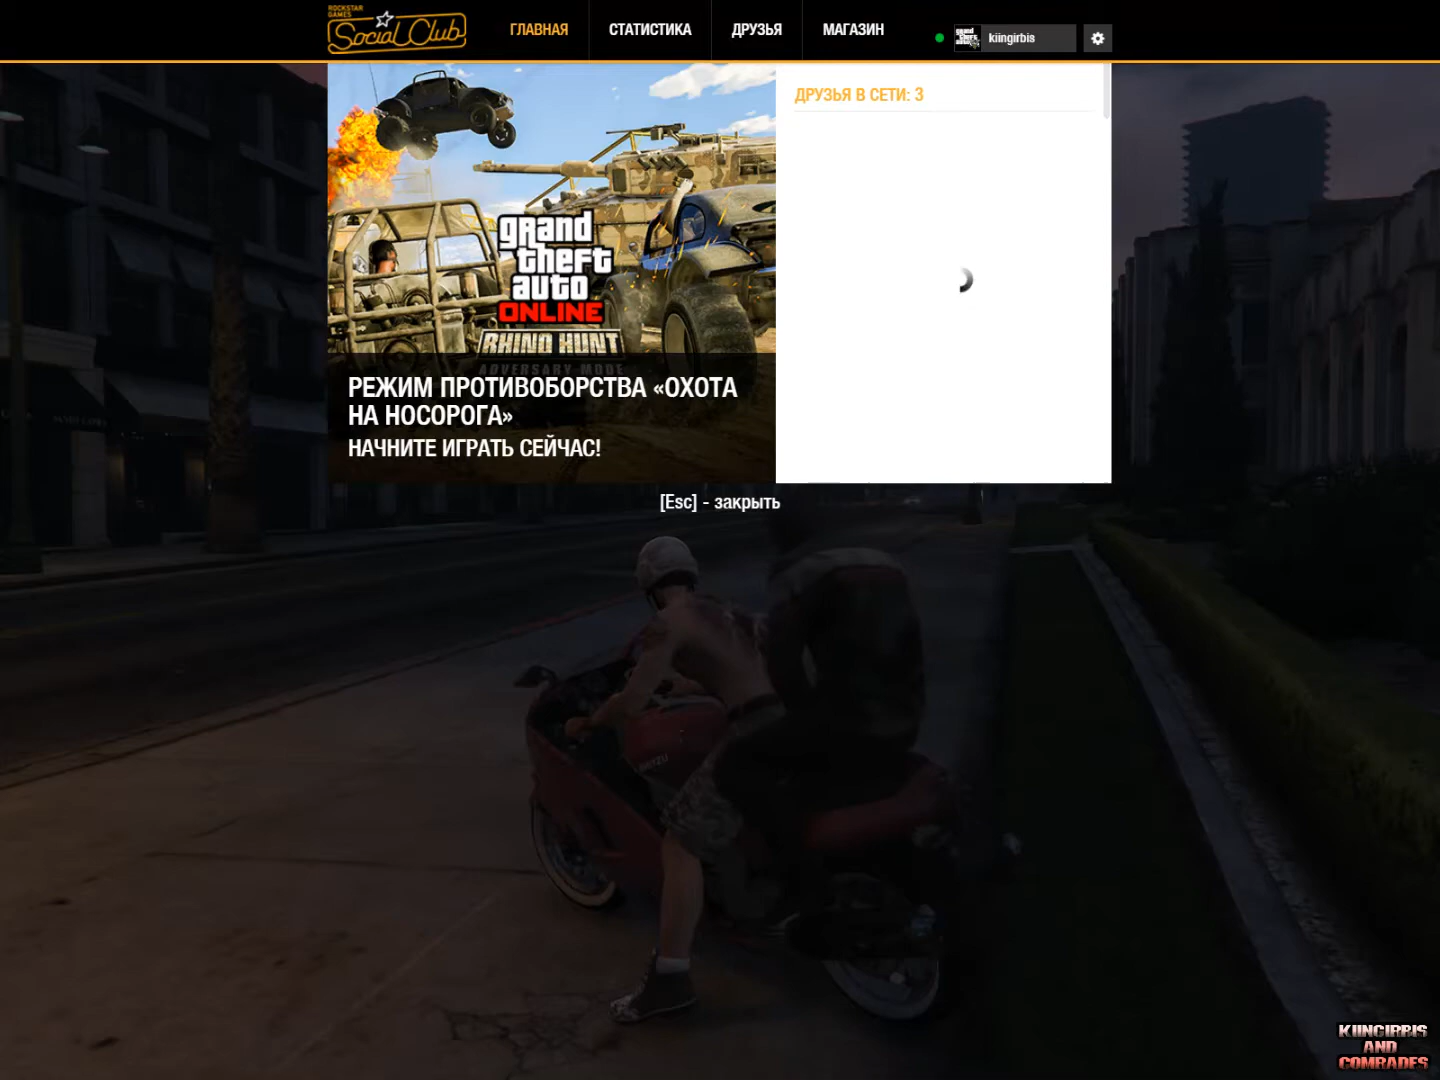 ROCKSTAR
GAMES
Social Club
ГЛАВНАЯ
СТАТИСТИКА
ДРУЗЬЯ
МАГАЗИН
kiingirbis
grand
theft
auto
ONLINE
RHINO HUNT
ADVERSARY MODE
РЕЖИМ ПРОТИВОБОРСТВА «ОХОТА
НА НОСОРОГА»
НАЧНИТЕ ИГРАТЬ СЕЙЧАС!
ДРУЗЬЯ В СЕТИ: 3
[Esc] - закрыть
KIINGIRBIS
AND
COMRADES